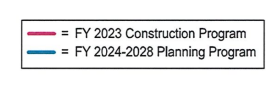 = FY 2023 Construction Program
= FY 2024-2028 Planning Program